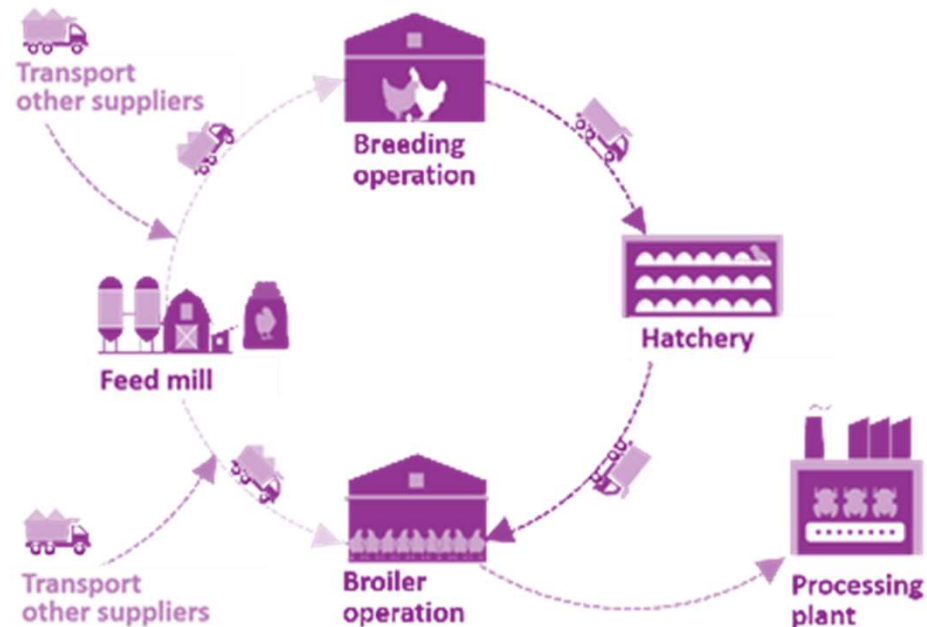 Transport
other suppliers
Breeding
operation
Hatchery
Feed mill
Transport
other suppliers
Broiler
operation
Processing
plant